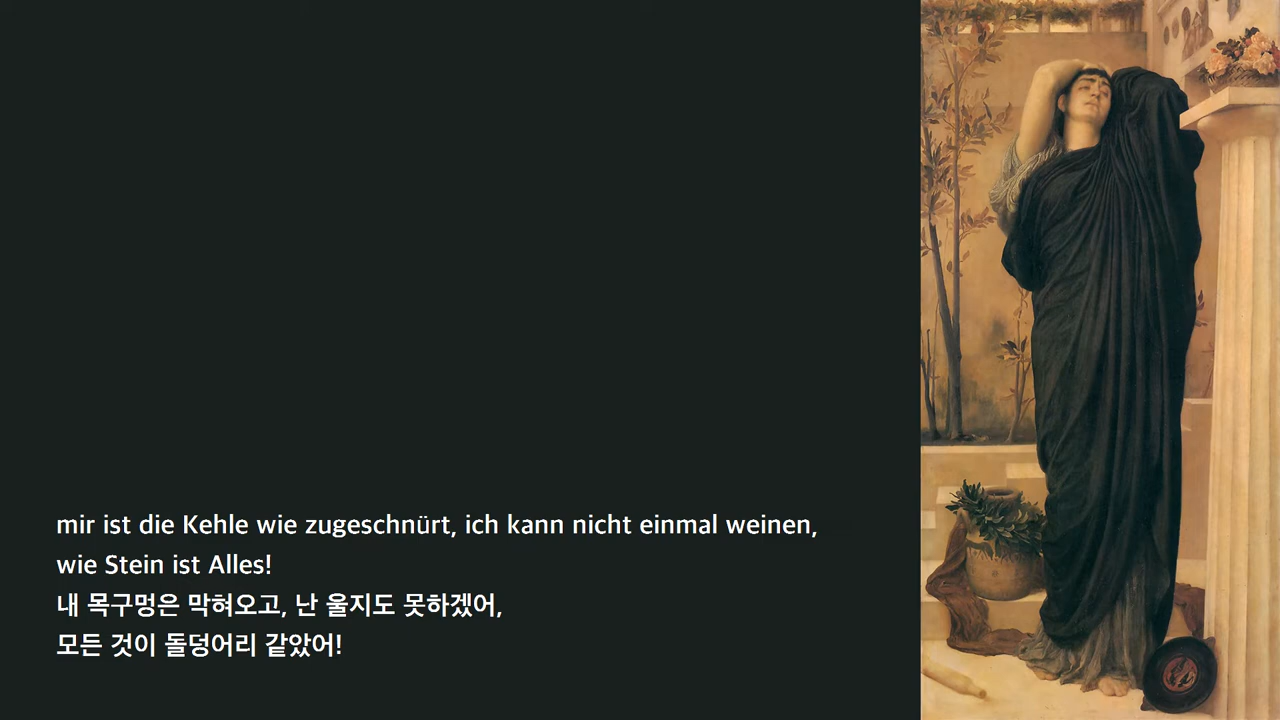 mir ist die Kehle wie zugeschnürt, ich kann nicht einmal weinen,
wie Stein ist Alles!
내 목구멍은 막혀오고, 난 울지도 못하겠어,
모든 것이 돌덩어리 같았어!